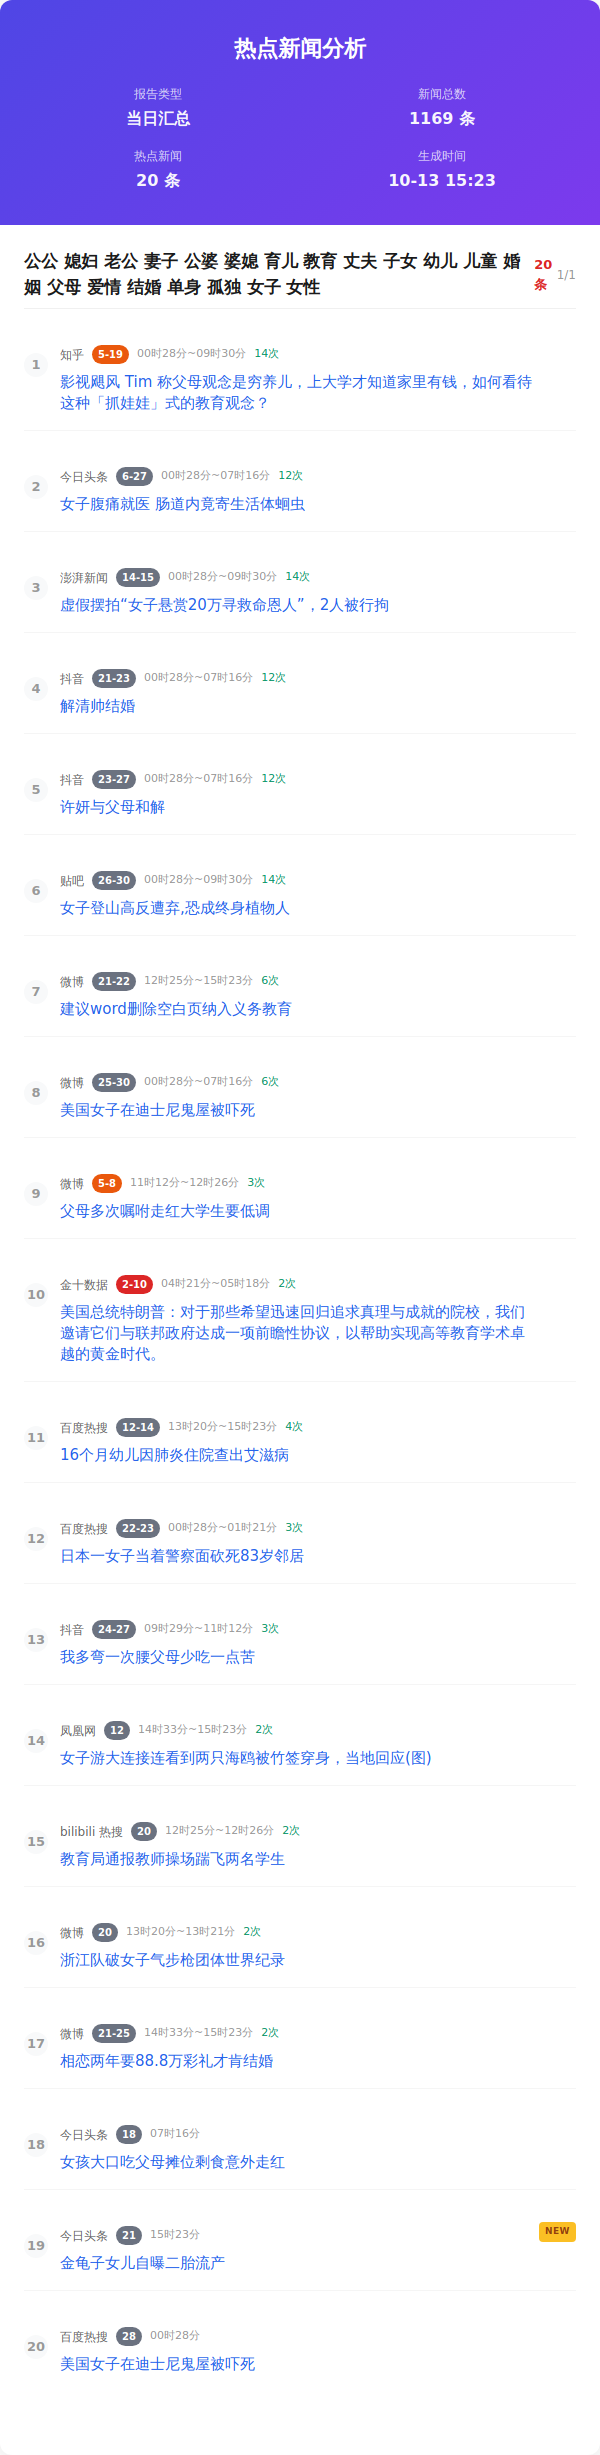 热点新闻分析
报告类型
当日汇总
新闻总数
1169 条
热点新闻
20 条
生成时间
10-13 15:23
公公 媳妇 老公 妻子 公婆 婆媳 育儿 教育 丈夫 子女 幼儿 儿童 婚
姻 父母 爱情 结婚 单身 孤独 女子 女性
20
条
1/1
1
知乎 5-19 00时28分~09时30分 14次
影视飓风 Tim 称父母观念是穷养儿，上大学才知道家里有钱，如何看待
这种「抓娃娃」式的教育观念？
2
今日头条 6-27 00时28分~07时16分 12次
女子腹痛就医 肠道内竟寄生活体蛔虫
3
澎湃新闻 14-15 00时28分~09时30分 14次
虚假摆拍“女子悬赏20万寻救命恩人”，2人被行拘
4
抖音 21-23 00时28分~07时16分 12次
解清帅结婚
5
抖音 23-27 00时28分~07时16分 12次
许妍与父母和解
6
贴吧 26-30 00时28分~09时30分 14次
女子登山高反遭弃,恐成终身植物人
7
微博 21-22 12时25分~15时23分 6次
建议word删除空白页纳入义务教育
8
微博 25-30 00时28分~07时16分 6次
美国女子在迪士尼鬼屋被吓死
9
微博 5-8 11时12分~12时26分 3次
父母多次嘱咐走红大学生要低调
10
金十数据 2-10 04时21分~05时18分 2次
美国总统特朗普：对于那些希望迅速回归追求真理与成就的院校，我们
邀请它们与联邦政府达成一项前瞻性协议，以帮助实现高等教育学术卓
越的黄金时代。
11
百度热搜 12-14 13时20分~15时23分 4次
16个月幼儿因肺炎住院查出艾滋病
12
百度热搜 22-23 00时28分~01时21分 3次
日本一女子当着警察面砍死83岁邻居
13
抖音 24-27 09时29分~11时12分 3次
我多弯一次腰父母少吃一点苦
14
凤凰网 12 14时33分~15时23分 2次
女子游大连接连看到两只海鸥被竹签穿身，当地回应(图)
15
bilibili 热搜 20 12时25分~12时26分 2次
教育局通报教师操场踹飞两名学生
16
微博 20 13时20分~13时21分 2次
浙江队破女子气步枪团体世界纪录
17
微博 21-25 14时33分~15时23分 2次
相恋两年要88.8万彩礼才肯结婚
18
今日头条 18 07时16分
女孩大口吃父母摊位剩食意外走红
19
今日头条 21 15时23分
NEW
金龟子女儿自曝二胎流产
20
百度热搜 28 00时28分
美国女子在迪士尼鬼屋被吓死